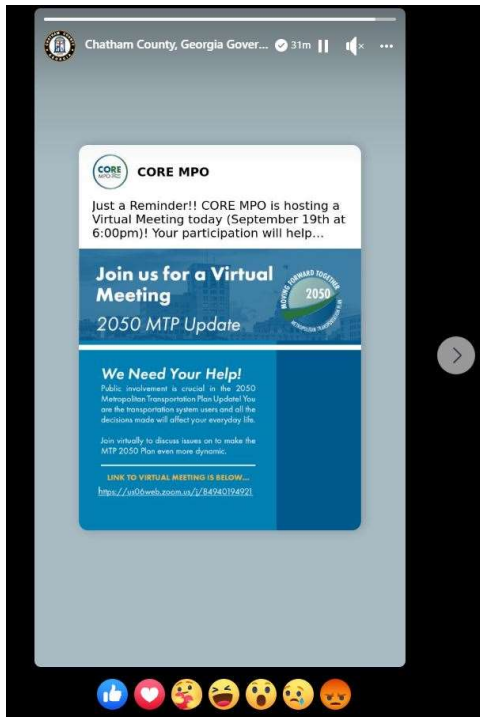 Chatham County, Georgia Gover... 31m
CORE
MPO
CORE MPO
Just a Reminder!! CORE MPO is hosting a
Virtual Meeting today (September 19th at
6:00pm)! Your participation will help...
Join us for a Virtual
Meeting
2050 MTP Update
MOVING FORWARD TOGETHER
2050
METROPOLITAN TRANSPORTATION PLAN
We Need Your Help!
Public involvement is crucial in the 2050
Metropolitan Transportation Plan Update! You
are the transportation system users and all the
decisions made will affect your everyday life.
Join virtually to discuss issues on to make the
MTP 2050 Plan even more dynamic.
LINK TO VIRTUAL MEETING IS BELOW...
https://us06web.zoom.us/j/84940194921